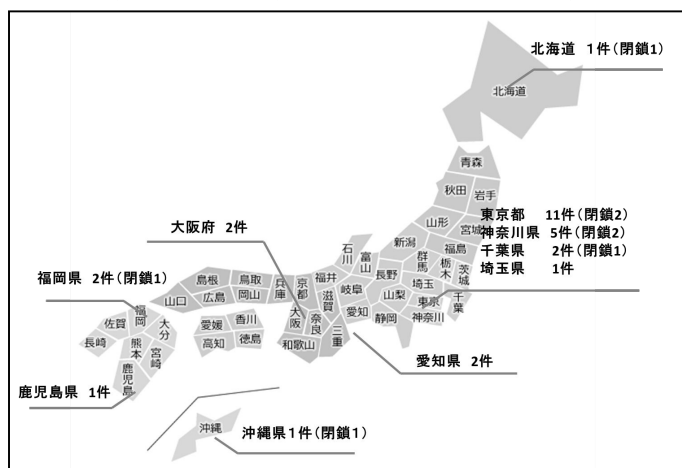 北海道 1件(閉鎖1)
北海道
青森
秋田
岩手
山形
宮城
東京都 11件(閉鎖2)
神奈川県 5件(閉鎖2)
千葉県 2件(閉鎖1)
埼玉県 1件
大阪府 2件
石川
富山
新潟
福島
群馬
栃木
茨城
福岡県 2件(閉鎖1)
島根
鳥取
兵庫
京都
福井
岐阜
長野
埼玉
山口
広島
岡山
滋賀
山梨
東京
千葉
福岡
佐賀
大分
愛媛
香川
大阪
奈良
三重
愛知
静岡
神奈川
長崎
熊本
宮崎
高知
徳島
和歌山
愛知県 2件
鹿児島
鹿児島県 1件
沖縄
沖縄県1件(閉鎖1)